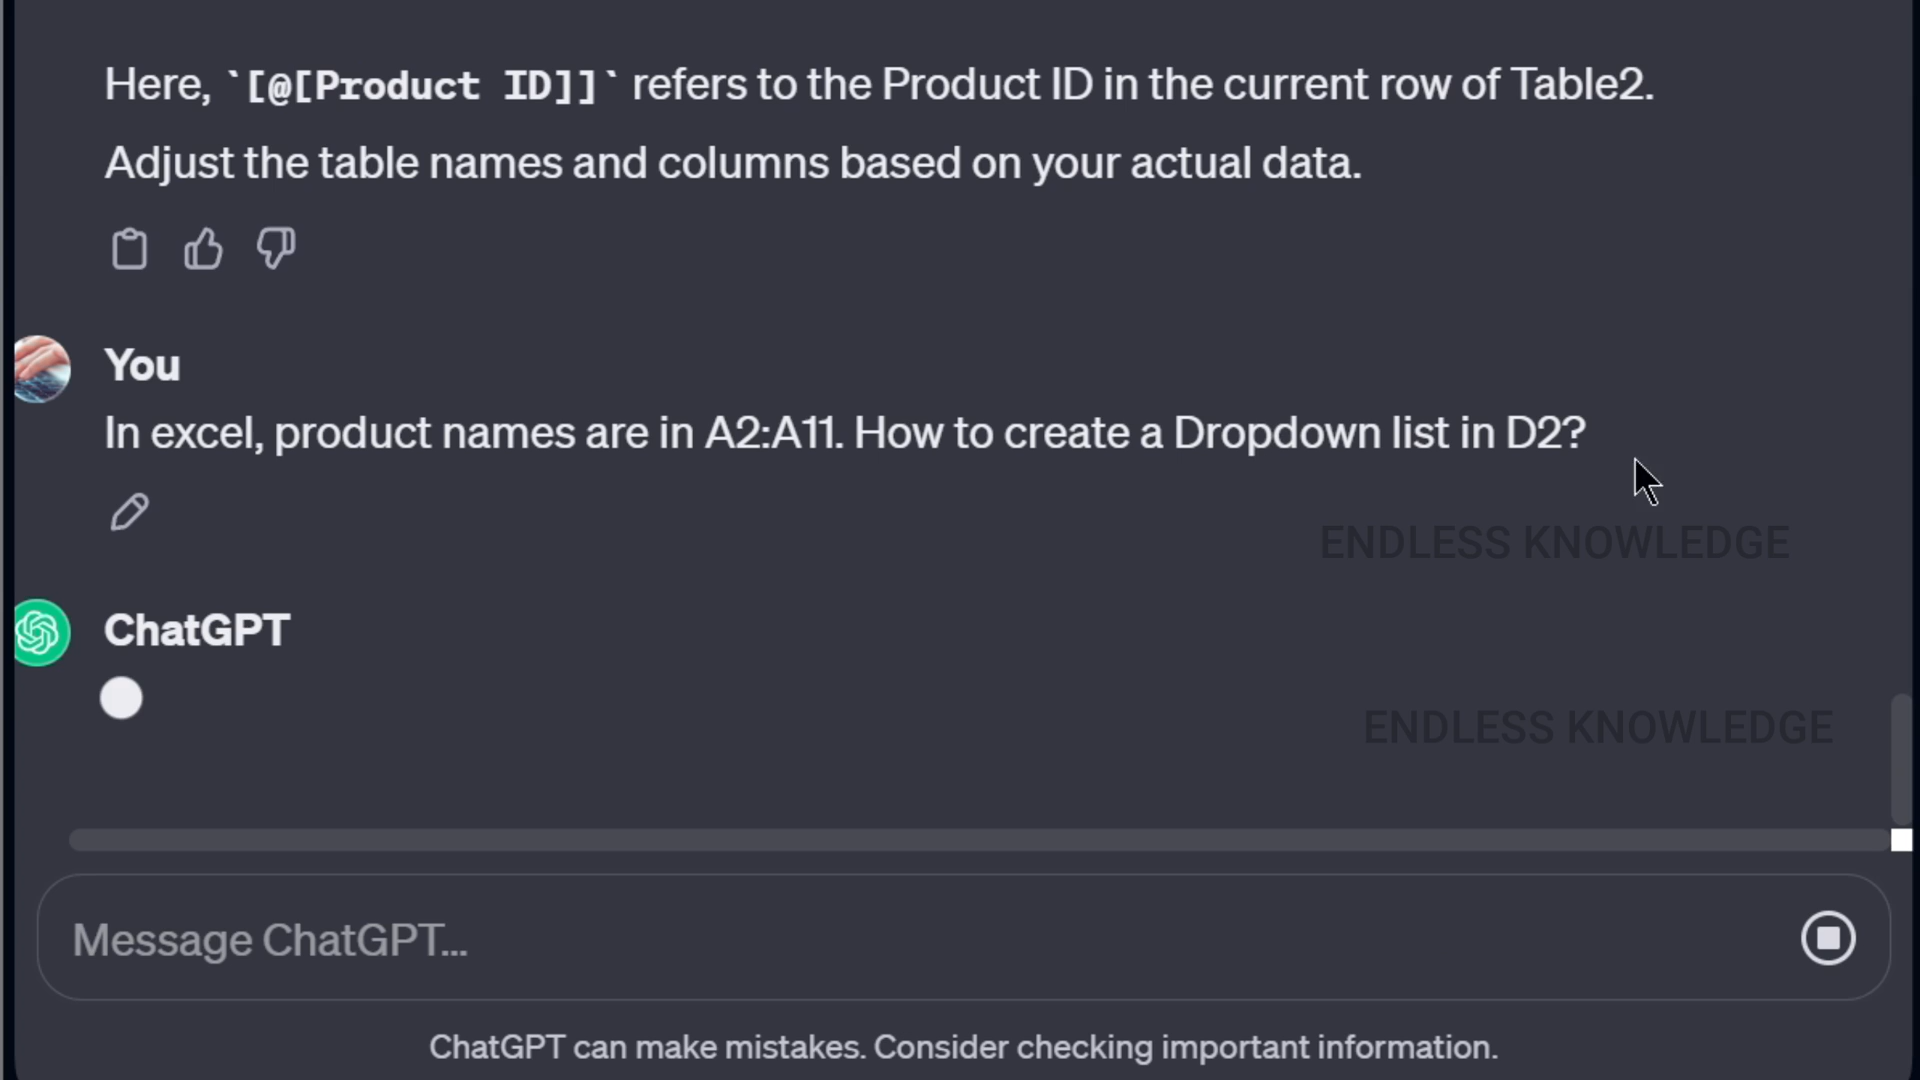 Here, `[@[Product ID]]` refers to the Product ID in the current row of Table2.
Adjust the table names and columns based on your actual data.
You
In excel, product names are in A2:A11. How to create a Dropdown list in D2?
ENDLESS KNOWLEDGE
ChatGPT
ENDLESS KNOWLEDGE
Message ChatGPT...
ChatGPT can make mistakes. Consider checking important information.